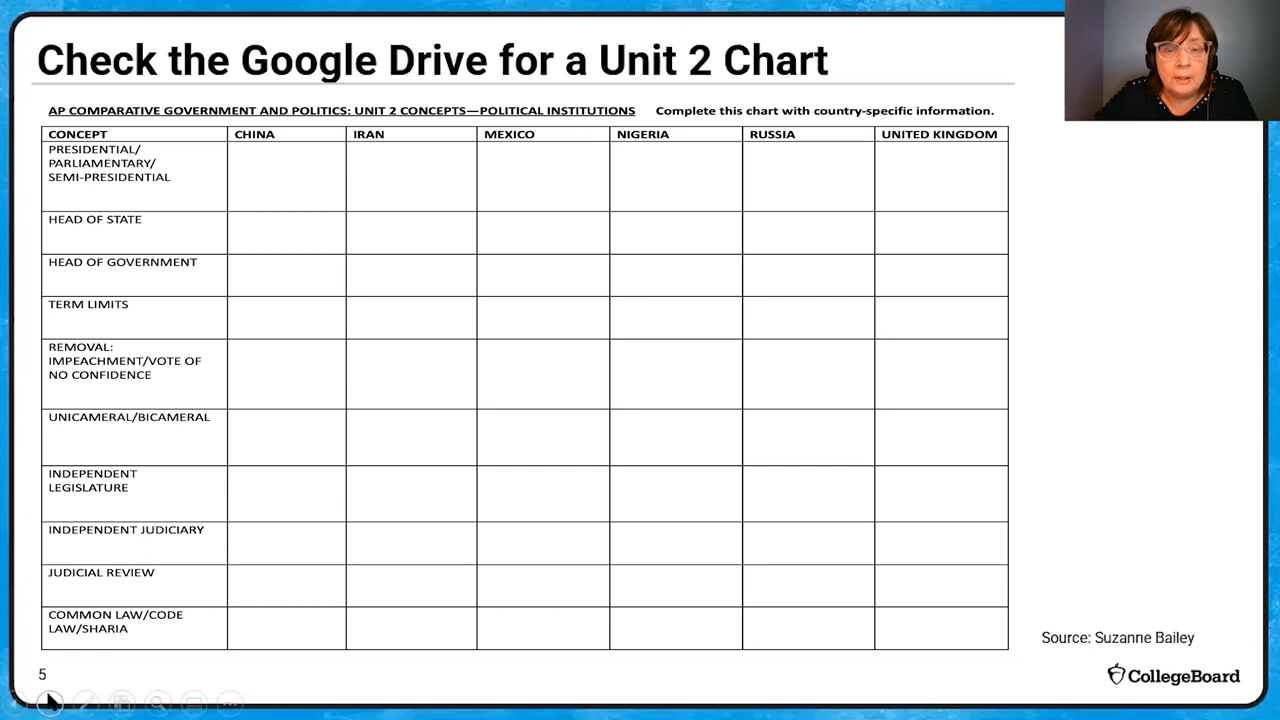 Check the Google Drive for a Unit 2 Chart
AP COMPARATIVE GOVERNMENT AND POLITICS: UNIT 2 CONCEPTS—POLITICAL INSTITUTIONS Complete this chart with country-specific information.
CONCEPT CHINA IRAN MEXICO NIGERIA RUSSIA UNITED KINGDOM
PRESIDENTIAL/
PARLIAMENTARY/
SEMI-PRESIDENTIAL
HEAD OF STATE
HEAD OF GOVERNMENT
TERM LIMITS
REMOVAL:
IMPEACHMENT/VOTE OF
NO CONFIDENCE
UNICAMERAL/BICAMERAL
INDEPENDENT
LEGISLATURE
INDEPENDENT JUDICIARY
JUDICIAL REVIEW
COMMON LAW/CODE
LAW/SHARIA
Source: Suzanne Bailey
5
CollegeBoard